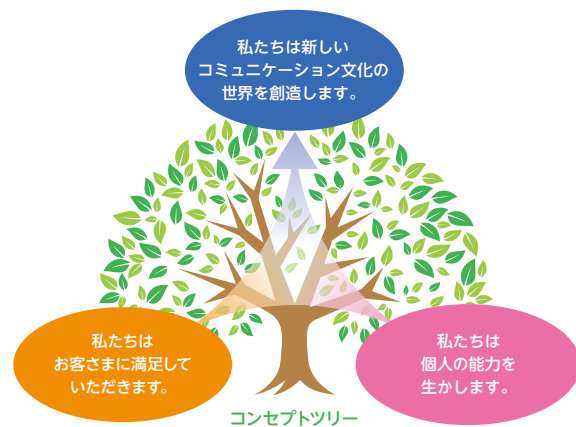 私たちは新しい
コミュニケーション文化の
世界を創造します。
私たちは
お客さまに満足して
いただきます。
私たちは
個人の能力を
生かします。
コンセプトツリー